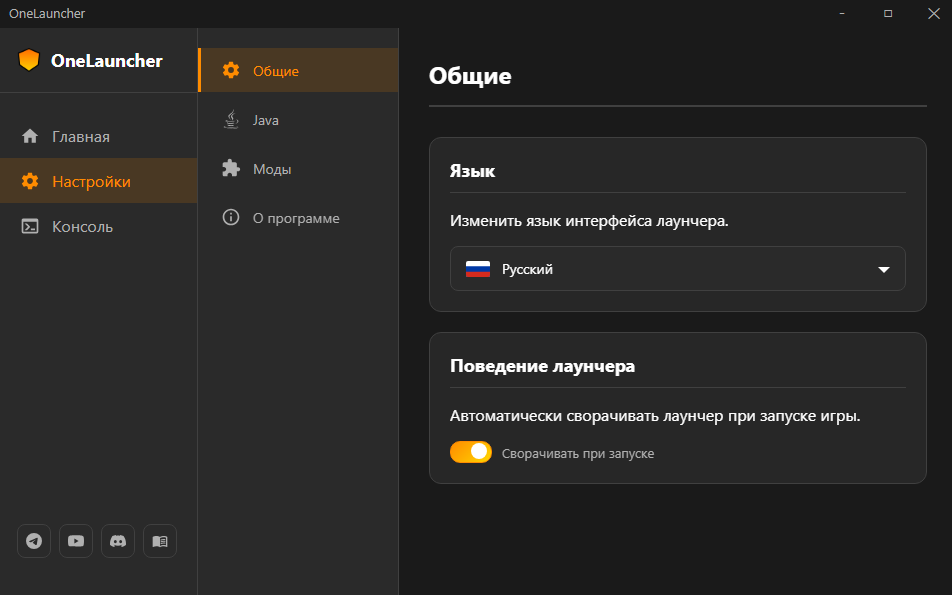 OneLauncher
OneLauncher
Главная
Настройки
Консоль
Общие
Java
Моды
О программе
Общие
Язык
Изменить язык интерфейса лаунчера.
Русский
Поведение лаунчера
Автоматически сворачивать лаунчер при запуске игры.
Сворачивать при запуске